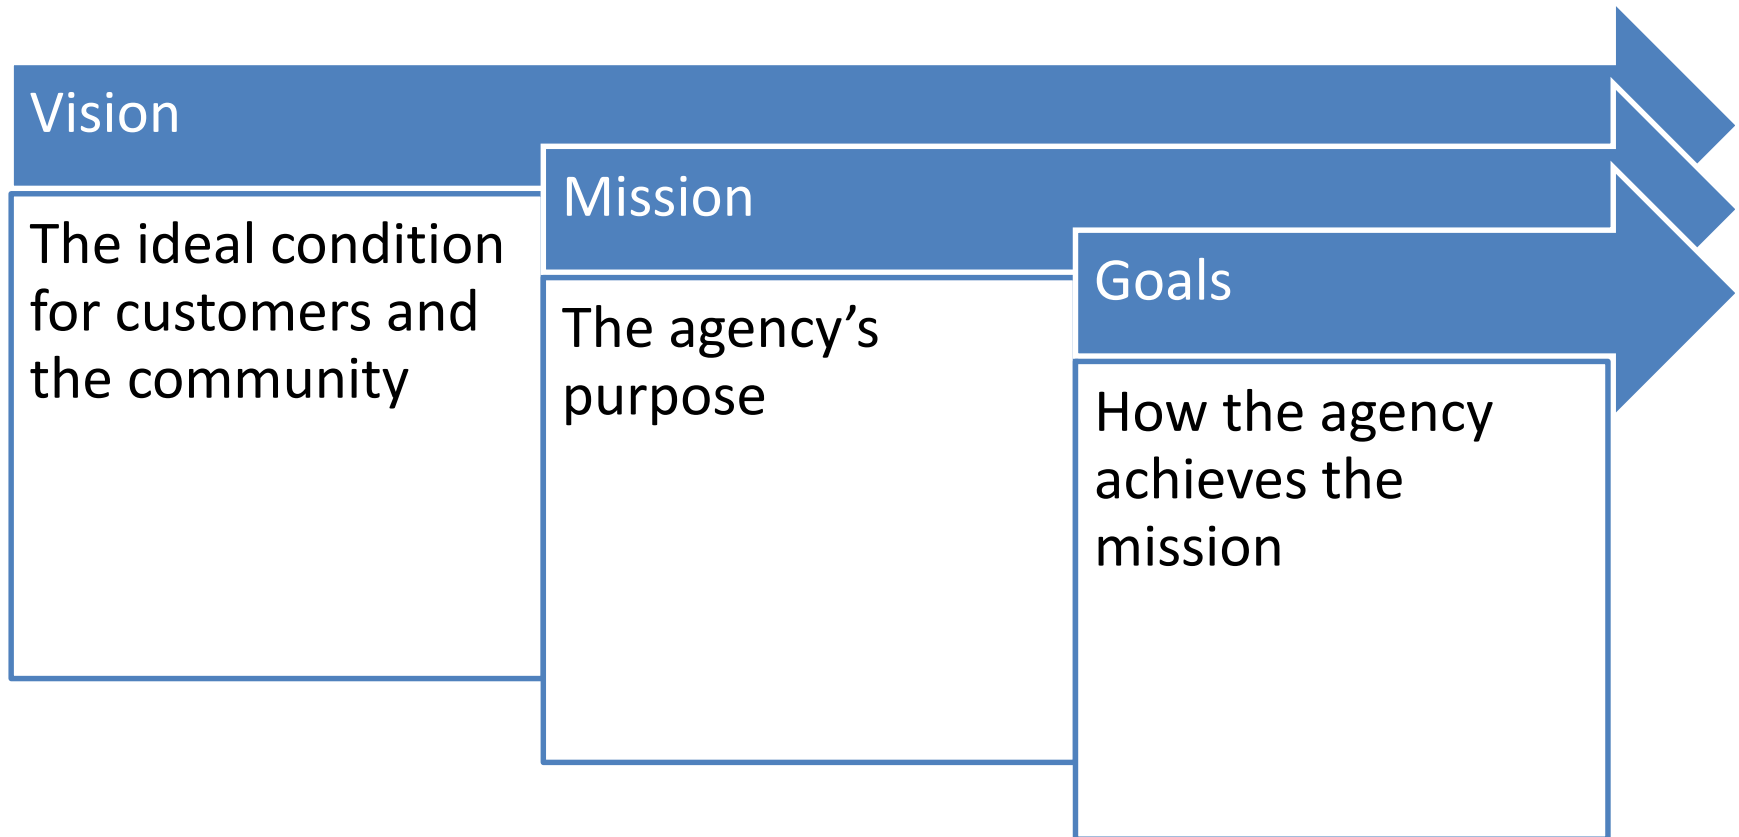 Vision
The ideal condition
for customers and
the community
Mission
The agency’s
purpose
Goals
How the agency
achieves the
mission